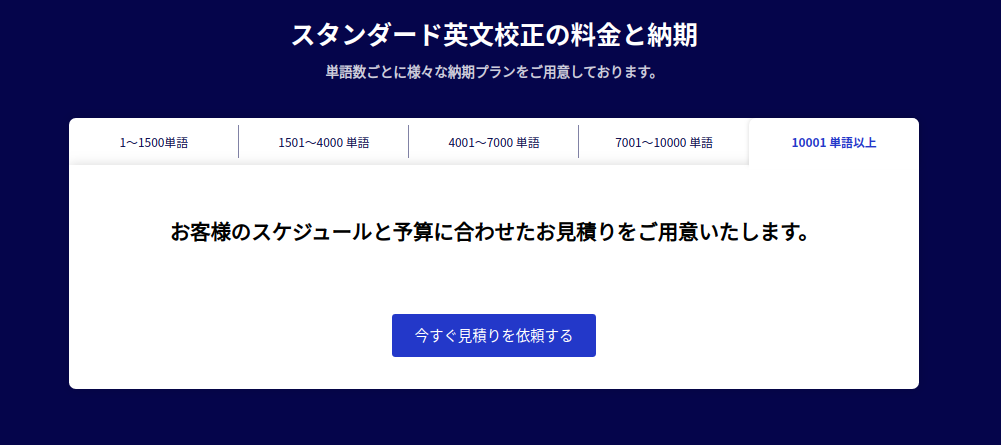 スタンダード英文校正の料金と納期
単語数ごとに様々な納期プランをご用意しております。
1～1500単語
1501～4000 単語
4001～7000 単語
7001～10000 単語
10001 単語以上
お客様のスケジュールと予算に合わせたお見積りをご用意いたします。
今すぐ見積りを依頼する